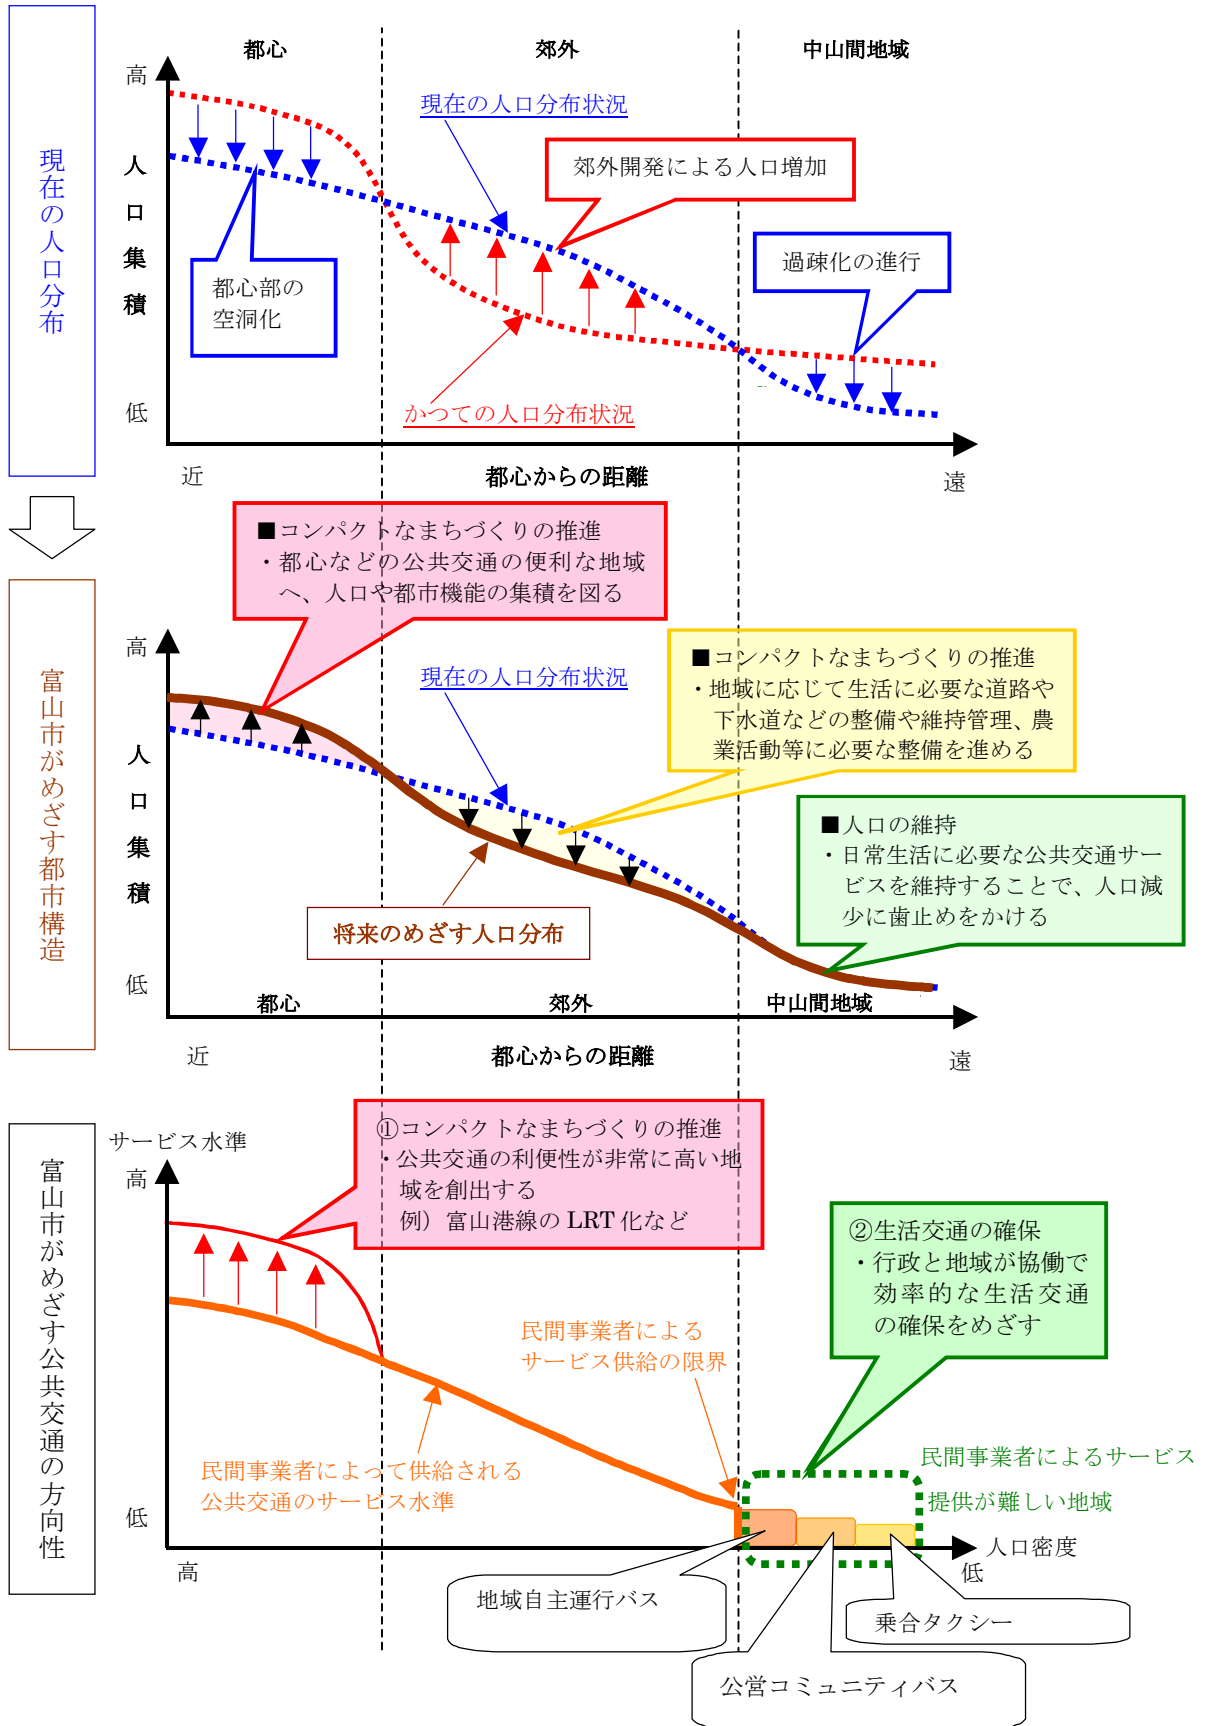 現在の人口分布
都心
郊外
中山間地域
高
人口集積
低
現在の人口分布状況
郊外開発による人口増加
過疎化の進行
都心部の
空洞化
かつての人口分布状況
近
都心からの距離
遠
富山市がめざす都市構造
■コンパクトなまちづくりの推進
・都心などの公共交通の便利な地域
へ、人口や都市機能の集積を図る
高
人口集積
低
現在の人口分布状況
■コンパクトなまちづくりの推進
・地域に応じて生活に必要な道路や
下水道などの整備や維持管理、農
業活動等に必要な整備を進める
■人口の維持
・日常生活に必要な公共交通サー
ビスを維持することで、人口減
少に歯止めをかける
将来のめざす人口分布
都心
郊外
中山間地域
近
都心からの距離
遠
富山市がめざす公共交通の方向性
サービス水準
高
低
①コンパクトなまちづくりの推進
・公共交通の利便性が非常に高い地
域を創出する
例）富山港線の LRT 化など
②生活交通の確保
・行政と地域が協働で
効率的な生活交通
の確保をめざす
民間事業者による
サービス供給の限界
民間事業者によって供給される
公共交通のサービス水準
民間事業者によるサービス
提供が難しい地域
高
人口密度
低
地域自主運行バス
乗合タクシー
公営コミュニティバス